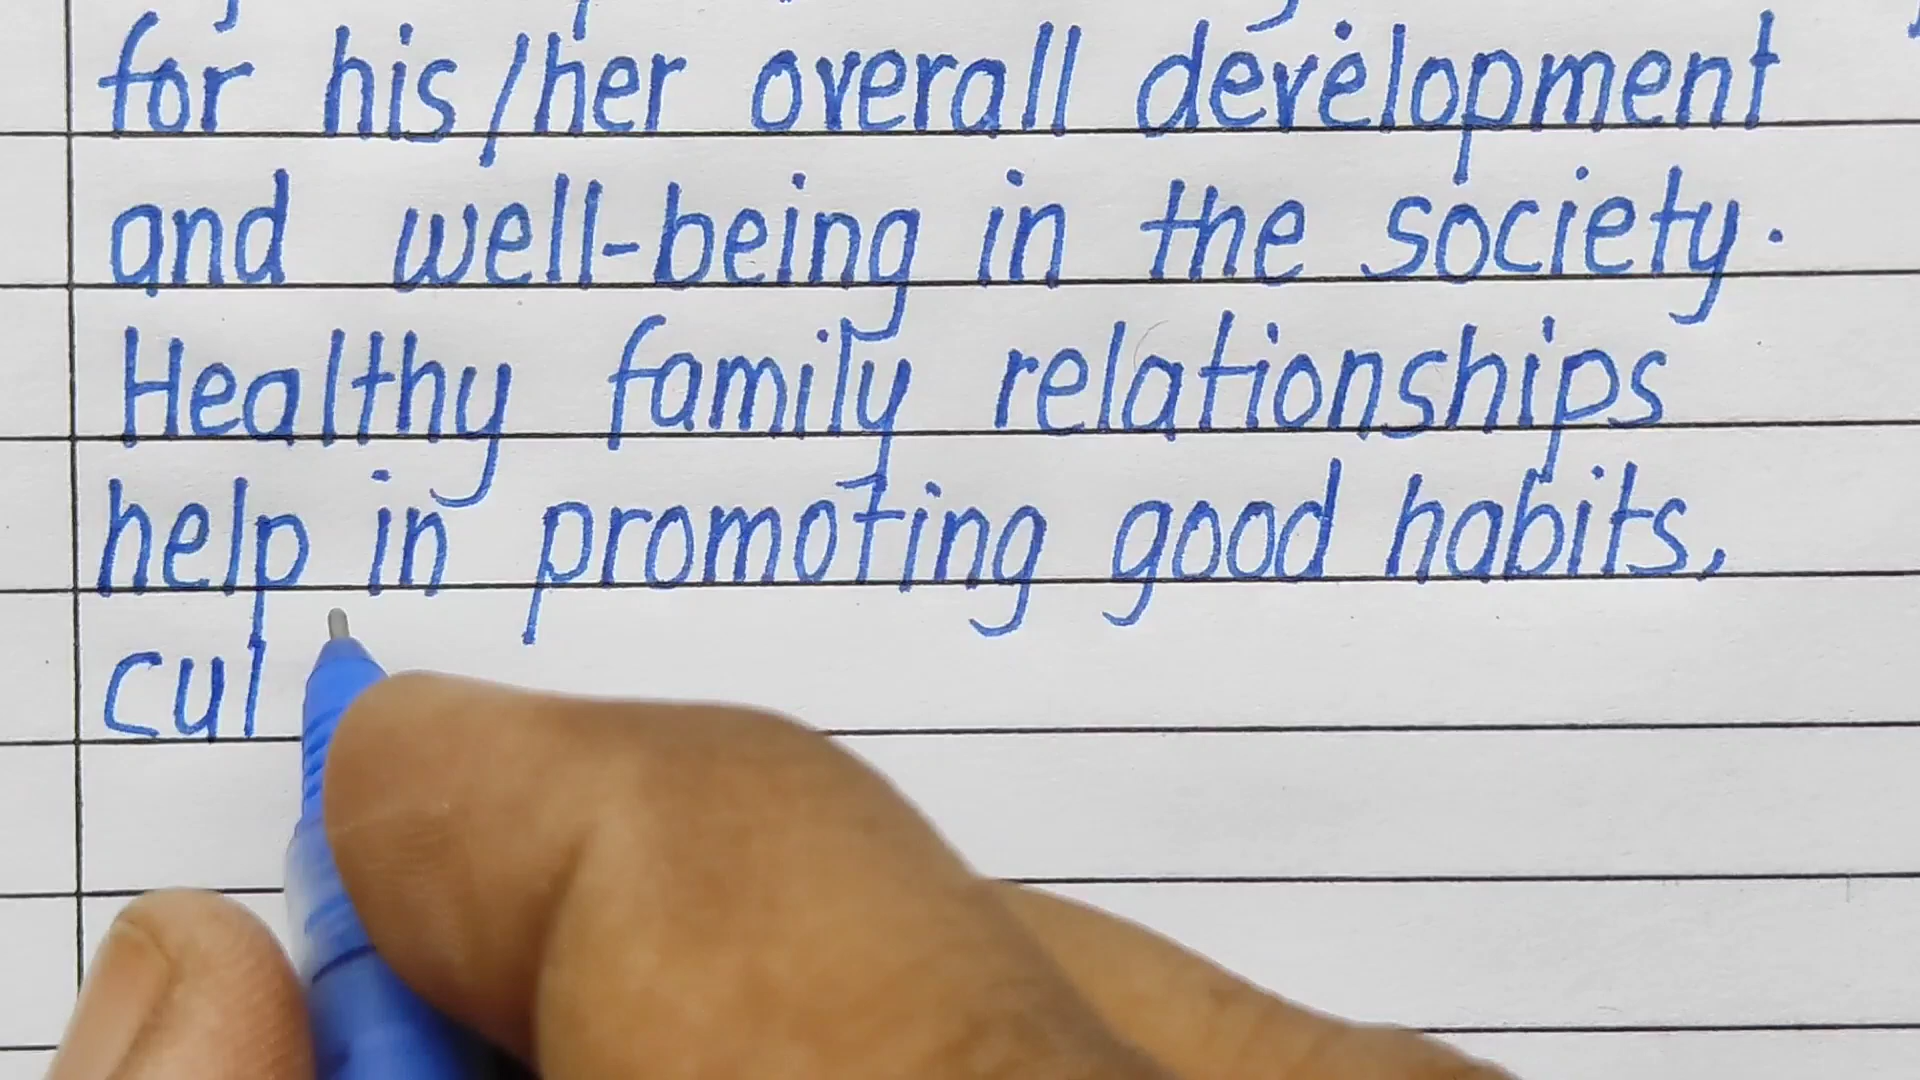 for his/her overall development
and well-being in the society.
Healthy family relationships
help in promoting good habits,
cul